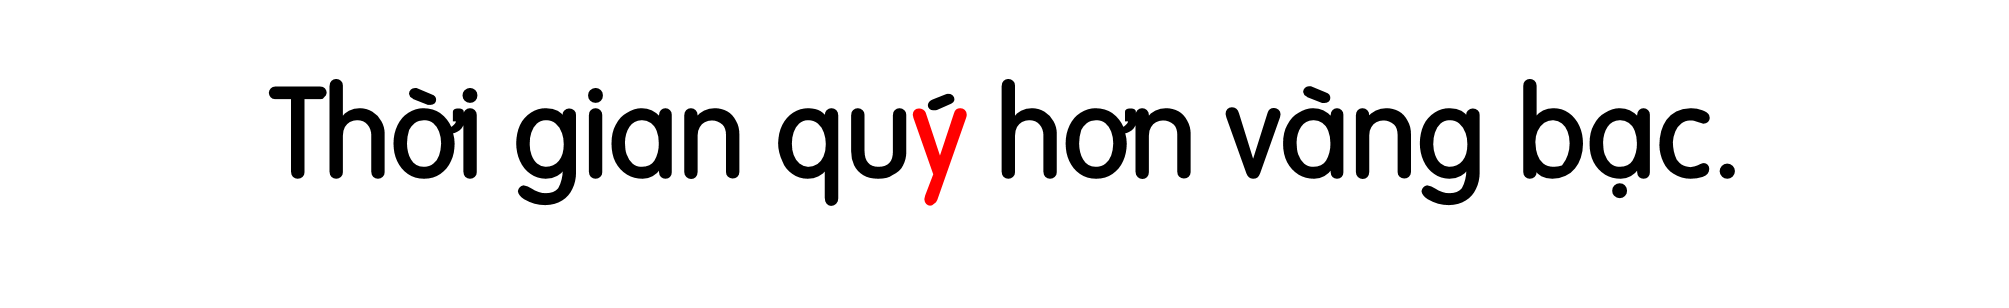 Thời gian quý hơn vàng bạc.